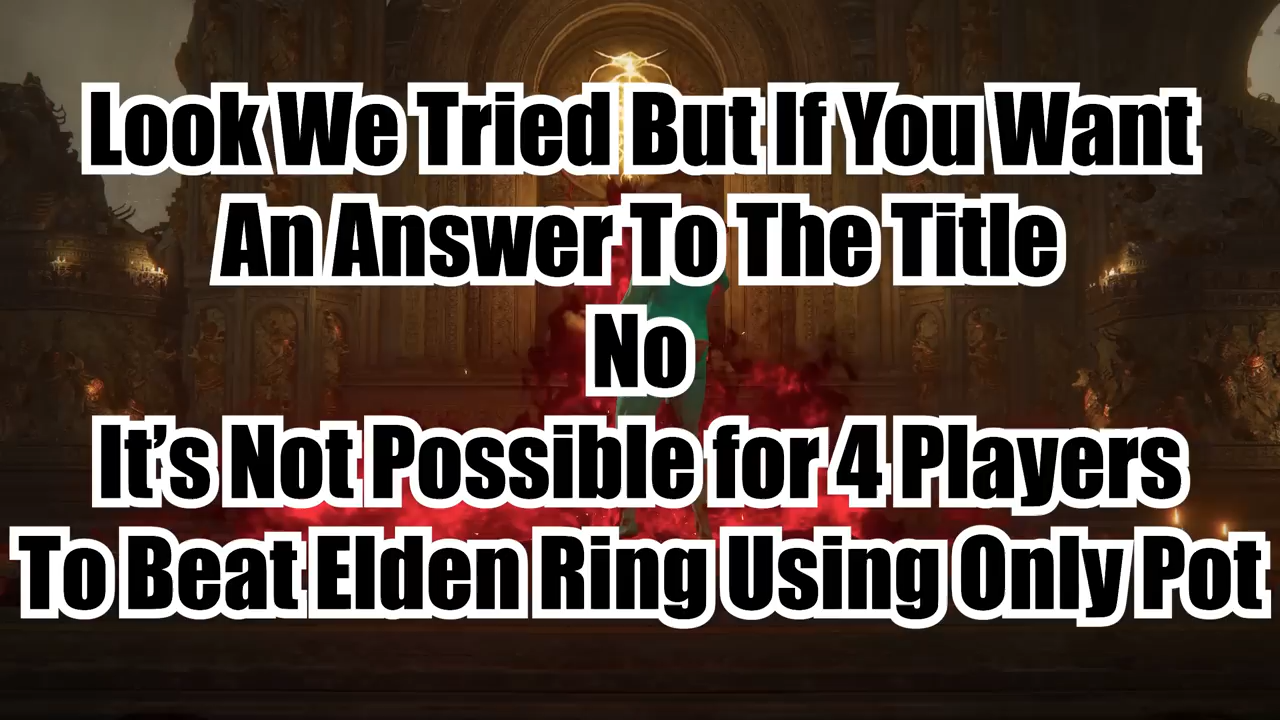 Look We Tried But If You Want
An Answer To The Title
No
It's Not Possible for 4 Players
To Beat Elden Ring Using Only Pot